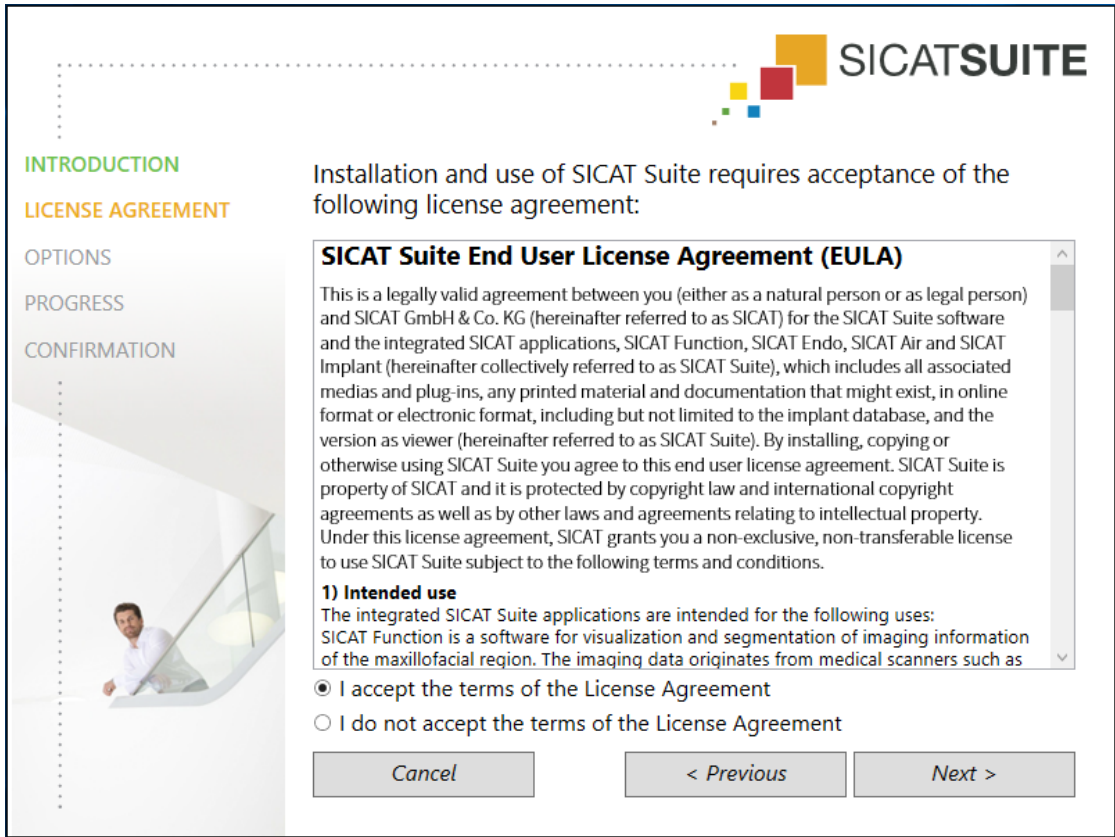 SICATSUITE
INTRODUCTION
LICENSE AGREEMENT
OPTIONS
PROGRESS
CONFIRMATION
Installation and use of SICAT Suite requires acceptance of the
following license agreement:
SICAT Suite End User License Agreement (EULA)
This is a legally valid agreement between you (either as a natural person or as legal person)
and SICAT GmbH & Co. KG (hereinafter referred to as SICAT) for the SICAT Suite software
and the integrated SICAT applications, SICAT Function, SICAT Endo, SICAT Air and SICAT
Implant (hereinafter collectively referred to as SICAT Suite), which includes all associated
medias and plug-ins, any printed material and documentation that might exist, in online
format or electronic format, including but not limited to the implant database, and the
version as viewer (hereinafter referred to as SICAT Suite). By installing, copying or
otherwise using SICAT Suite you agree to this end user license agreement. SICAT Suite is
property of SICAT and it is protected by copyright law and international copyright
agreements as well as by other laws and agreements relating to intellectual property.
Under this license agreement, SICAT grants you a non-exclusive, non-transferable license
to use SICAT Suite subject to the following terms and conditions.
1) Intended use
The integrated SICAT Suite applications are intended for the following uses:
SICAT Function is a software for visualization and segmentation of imaging information
of the maxillofacial region. The imaging data originates from medical scanners such as
I accept the terms of the License Agreement
I do not accept the terms of the License Agreement
Cancel
< Previous
Next >